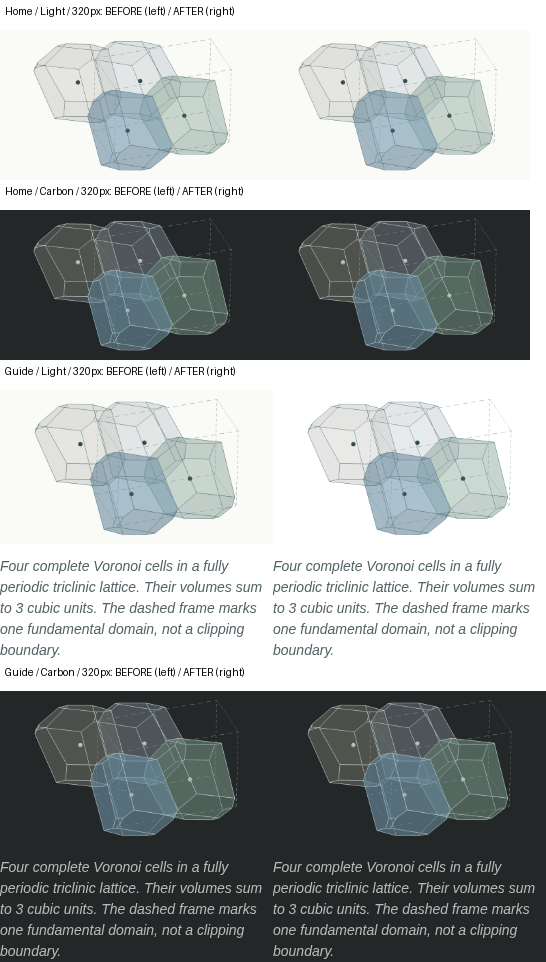 Home / Light / 320px: BEFORE (left) / AFTER (right)
Home / Carbon / 320px: BEFORE (left) / AFTER (right)
Guide / Light / 320px: BEFORE (left) / AFTER (right)
Four complete Voronoi cells in a fully
periodic triclinic lattice. Their volumes sum
to 3 cubic units. The dashed frame marks
one fundamental domain, not a clipping
boundary.
Four complete Voronoi cells in a fully
periodic triclinic lattice. Their volumes sum
to 3 cubic units. The dashed frame marks
one fundamental domain, not a clipping
boundary.
Guide / Carbon / 320px: BEFORE (left) / AFTER (right)
Four complete Voronoi cells in a fully
periodic triclinic lattice. Their volumes sum
to 3 cubic units. The dashed frame marks
one fundamental domain, not a clipping
boundary.
Four complete Voronoi cells in a fully
periodic triclinic lattice. Their volumes sum
to 3 cubic units. The dashed frame marks
one fundamental domain, not a clipping
boundary.